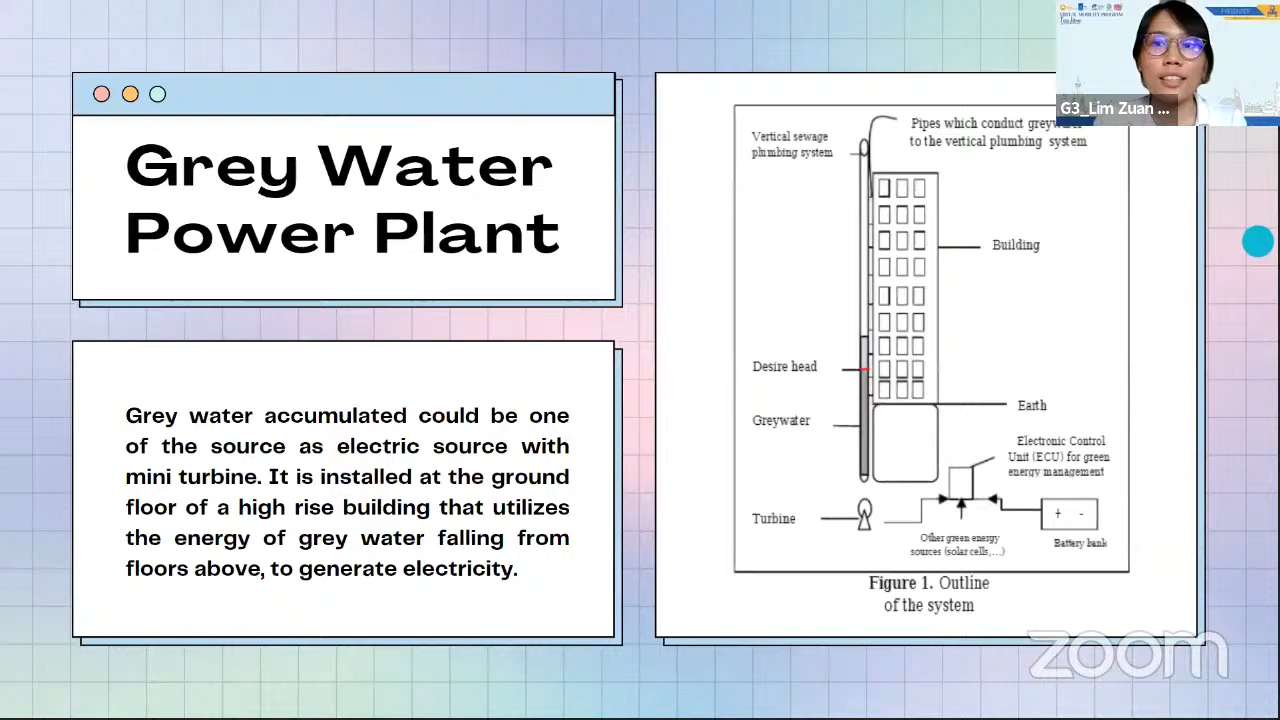 Grey Water
Power Plant
Grey water accumulated could be one
of the source as electric source with
mini turbine. It is installed at the ground
floor of a high rise building that utilizes
the energy of grey water falling from
floors above, to generate electricity.
Vertical sewage
plumbing system
Pipes which conduct
to the vertical plumbing system
Building
Desire head
Greywater
Earth
Electronic Control
Unit (ECU) for green
energy management
Turbine
+ -
Other green energy
sources (solar cells,...)
Battery bank
Figure 1. Outline
of the system
VIRTUAL MOBILITY PROGRAM
PRESENTER
G3_Lim Zuan ...
zoom